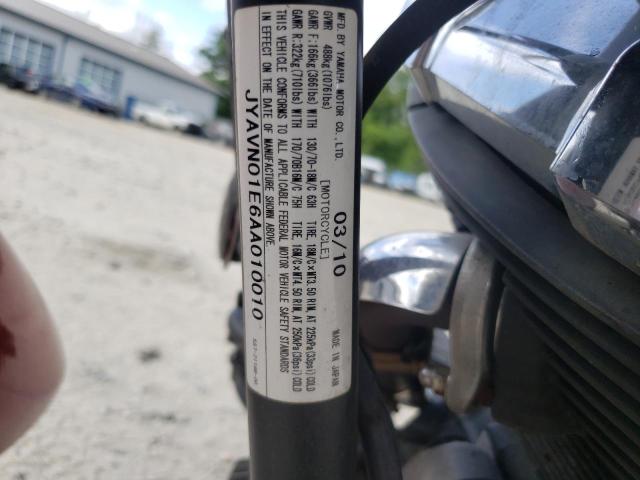 MFD.BY YAMAHA MOTOR CO.,LTD. 03/10
GVWR 488kg(1076lbs) [MOTORCYCLE] MADE IN JAPAN
GAWR F:166kg(366lbs) WITH 130/70-18M/C 63H TIRE, 18M/C×MT3.50 RIM, AT 225kPa(33psi) COLD
GAWR R:322kg(710lbs) WITH 170/70B16M/C 75H TIRE, 16M/C×MT4.50 RIM, AT 250kPa(36psi) COLD
THIS VEHICLE CONFORMS TO ALL APPLICABLE FEDERAL MOTOR VEHICLE SAFETY STANDARDS
IN EFFECT ON THE DATE OF MANUFACTURE SHOWN ABOVE.
JYAVN01E6AA010010